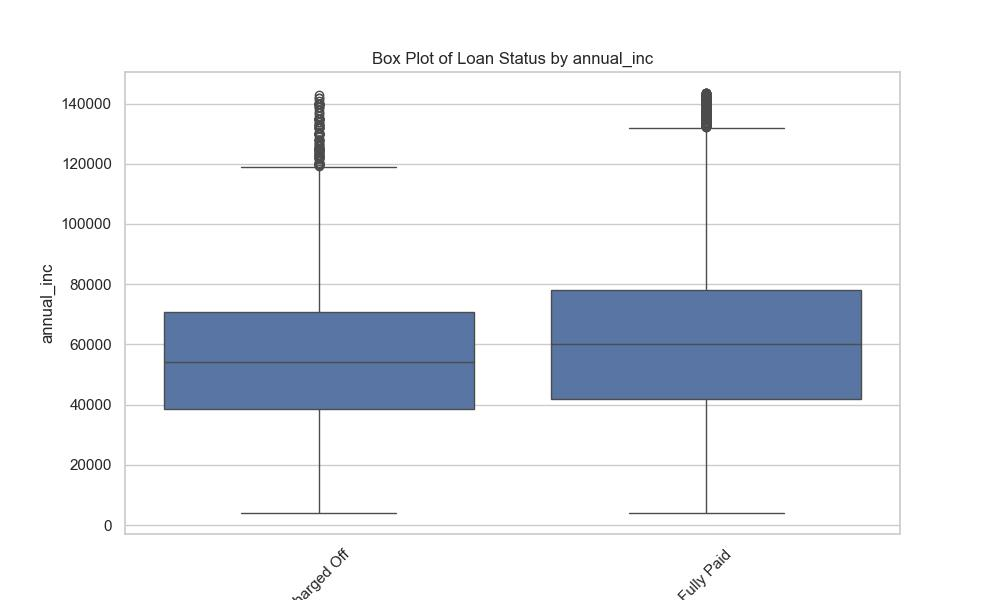 Box Plot of Loan Status by annual_inc
annual_inc
140000
120000
100000
80000
60000
40000
20000
0
harged Off
Fully Paid